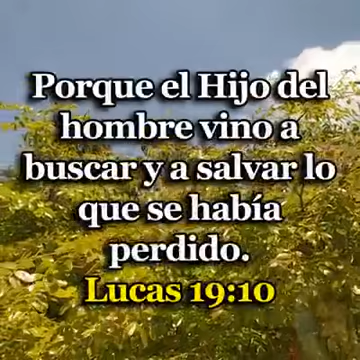 Porque el Hijo del
hombre vino a
buscar y a salvar lo
que se había
perdido.
Lucas 19:10